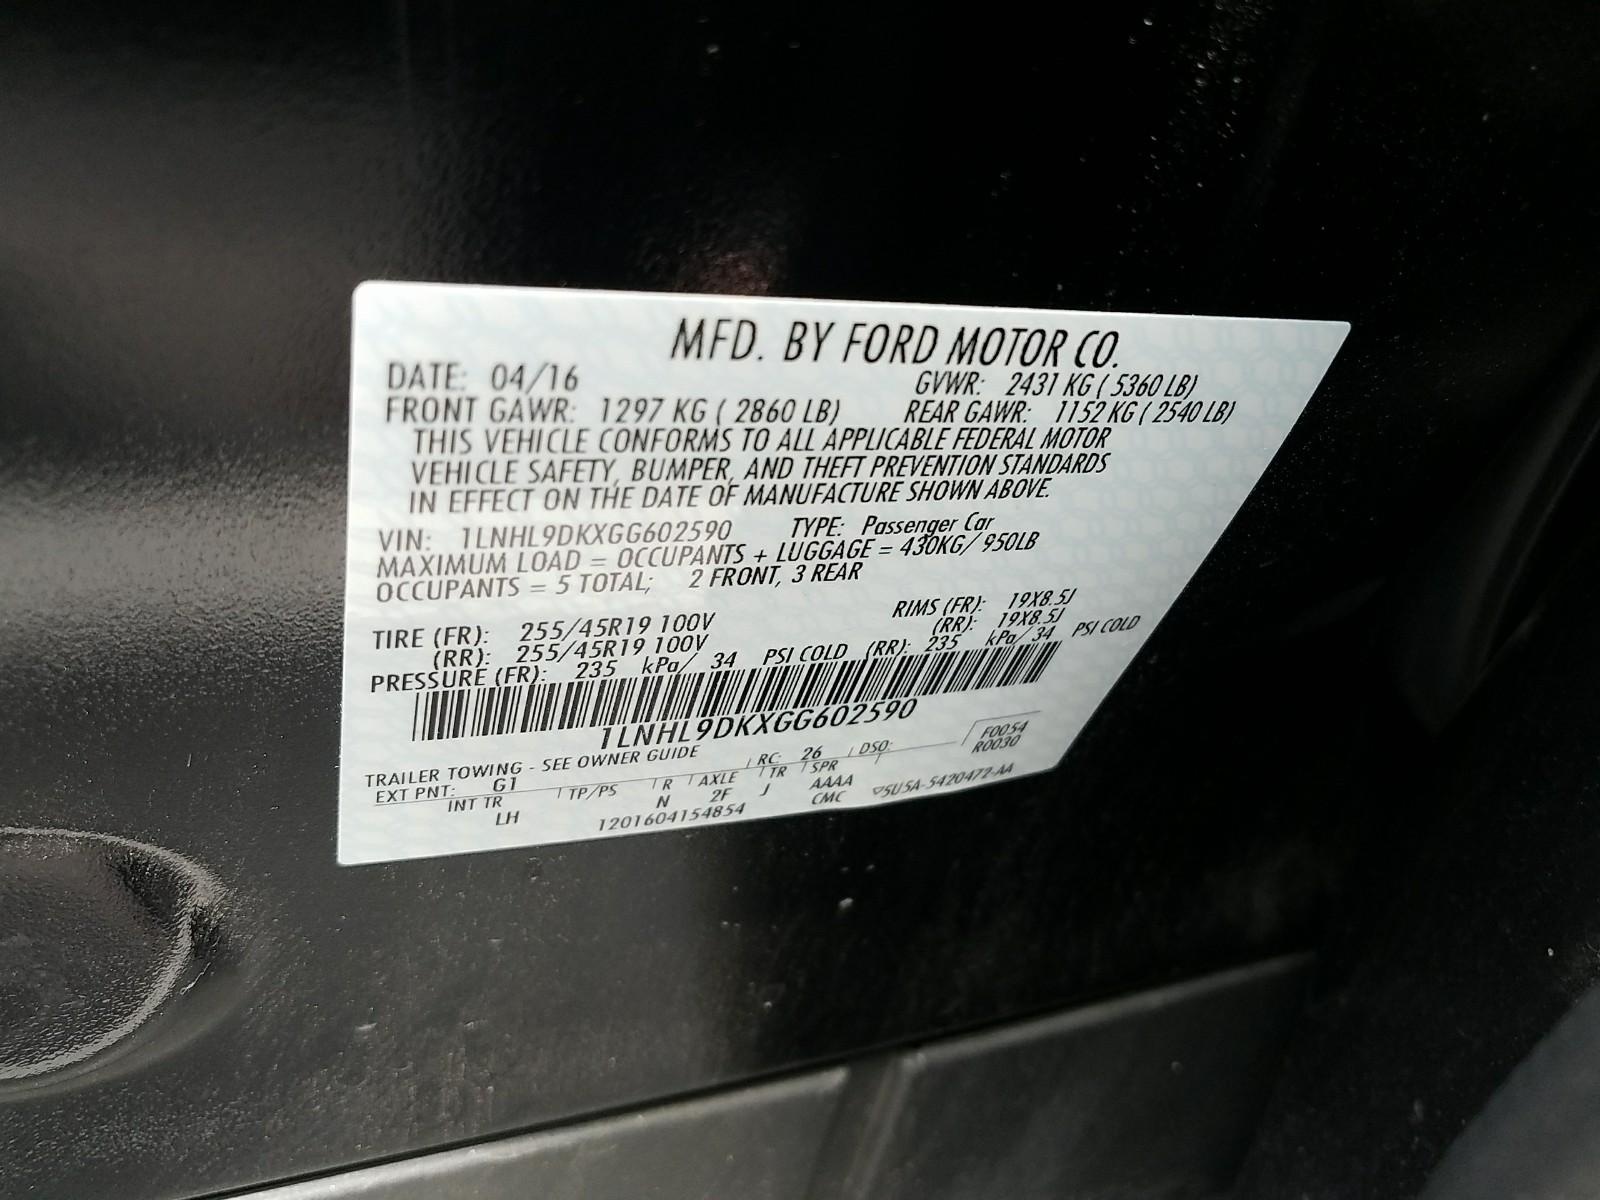 MFD. BY FORD MOTOR CO.
DATE: 04/16 GVWR: 2431 KG ( 5360 LB)
FRONT GAWR: 1297 KG ( 2860 LB) REAR GAWR: 1152 KG ( 2540 LB)
THIS VEHICLE CONFORMS TO ALL APPLICABLE FEDERAL MOTOR
VEHICLE SAFETY, BUMPER, AND THEFT PREVENTION STANDARDS
IN EFFECT ON THE DATE OF MANUFACTURE SHOWN ABOVE.
VIN: 1LNHL9DKXGG602590 TYPE: Passenger Car
MAXIMUM LOAD = OCCUPANTS + LUGGAGE = 430KG/ 950LB
OCCUPANTS = 5 TOTAL; 2 FRONT, 3 REAR
TIRE (FR): 255/45R19 100V RIMS (FR): 19X8.5J
(RR): 255/45R19 100V (RR): 19X8.5J
PRESSURE (FR): 235 kPa/ 34 PSI COLD (RR): 235 kPa/ 34 PSI COLD
1LNHL9DKXGG602590
TRAILER TOWING - SEE OWNER GUIDE RC: 26 DSO: F0054
EXT PNT: G1 R0030
INT TR TP/PS R AXLE TR SPR
LH N 2F J AAAA
1201604154854 CMC ▽5U5A-5420472-AA